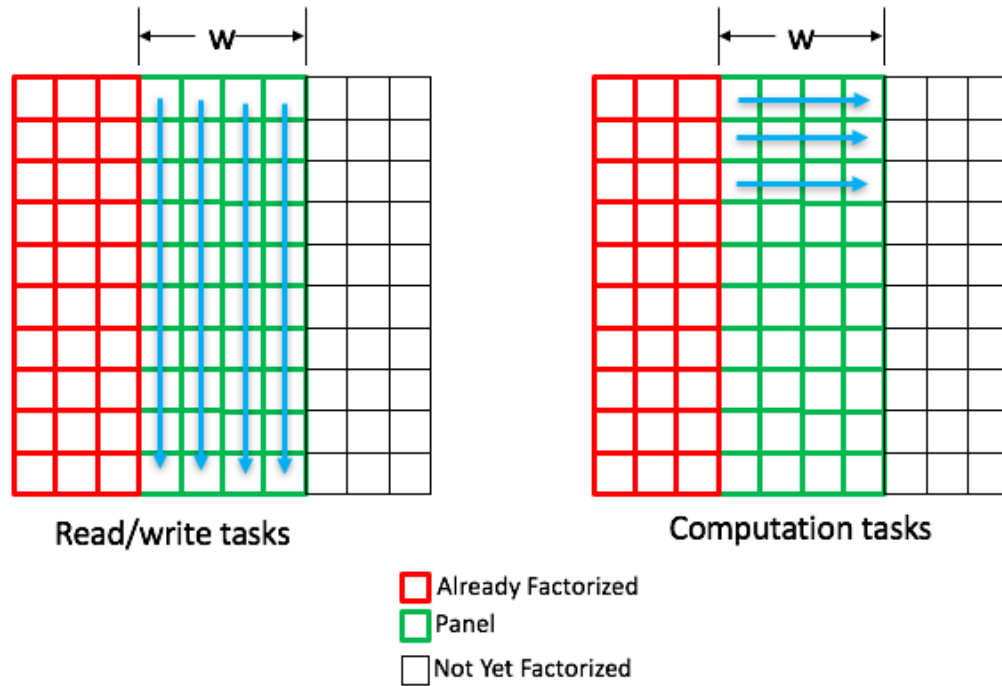 W
W
Read/write tasks
Computation tasks
Already Factorized
Panel
Not Yet Factorized